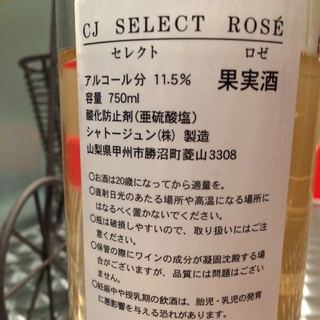 CJ SELECT ROSÉ
セレクト ロゼ
アルコール分 11.5% 果実酒
容量 750ml
酸化防止剤(亜硫酸塩)
シャトージュン(株) 製造
山梨県甲州市勝沼町菱山3308
○お酒は20歳になってから適量を。
○直射日光のあたる場所や高温になる場所に
はなるべく置かないでください。
○瓶は破損しやすいので、取り扱いにはご注
意ください。
○保管の際にワインの成分が凝固沈殿する場
合がございますが、品質には問題はござい
ません。
○妊娠中や授乳期の飲酒は、胎児・乳児の発育
に悪影響を与える恐れがあります。